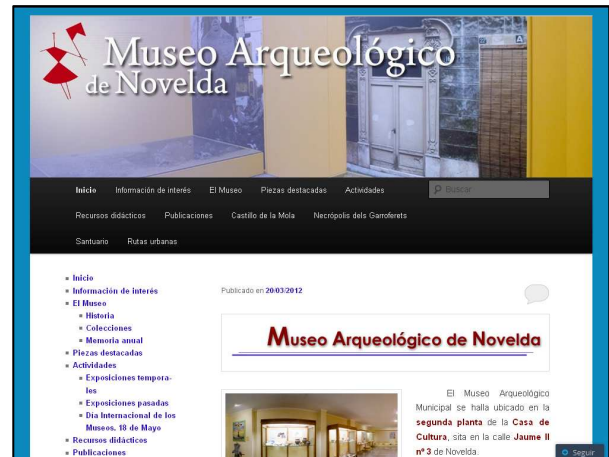 Museo Arqueológico
de Novelda
Inicio Información de interés El Museo Piezas destacadas Actividades Buscar
Recursos didácticos Publicaciones Castillo de la Mola Necrópolis dels Garroferets
Santuario Rutas urbanas
Inicio
Información de interés
El Museo
Historia
Colecciones
Memoria anual
Piezas destacadas
Actividades
Exposiciones tempora-
les
Exposiciones pasadas
Dia Internacional de los
Museos. 18 de Mayo
Recursos didácticos
Publicaciones
Publicado en 20/03/2012
Museo Arqueológico de Novelda
El Museo Arqueológico
Municipal se halla ubicado en la
segunda planta de la Casa de
Cultura, sita en la calle Jaume II
nº 3 de Novelda.
Seguir